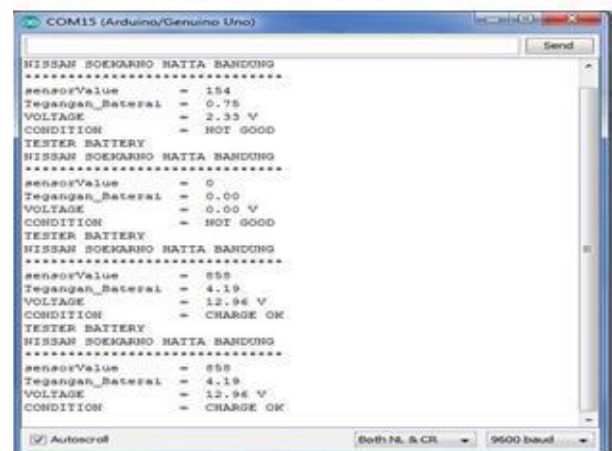 COM15 (Arduino/Genuino Uno)
Send
NISSAN SOEKARNO HATTA BANDUNG
******************************
sensorValue = 154
Tegangan_Baterai = 0.75
VOLTAGE = 2.33 V
CONDITION = NOT GOOD
TESTER BATTERY
NISSAN SOEKARNO HATTA BANDUNG
******************************
sensorValue = 0
Tegangan_Baterai = 0.00
VOLTAGE = 0.00 V
CONDITION = NOT GOOD
TESTER BATTERY
NISSAN SOEKARNO HATTA BANDUNG
******************************
sensorValue = 858
Tegangan_Baterai = 4.19
VOLTAGE = 12.96 V
CONDITION = CHARGE OK
TESTER BATTERY
NISSAN SOEKARNO HATTA BANDUNG
******************************
sensorValue = 858
Tegangan_Baterai = 4.19
VOLTAGE = 12.96 V
CONDITION = CHARGE OK
Autoscroll
Both NL & CR
9600 baud